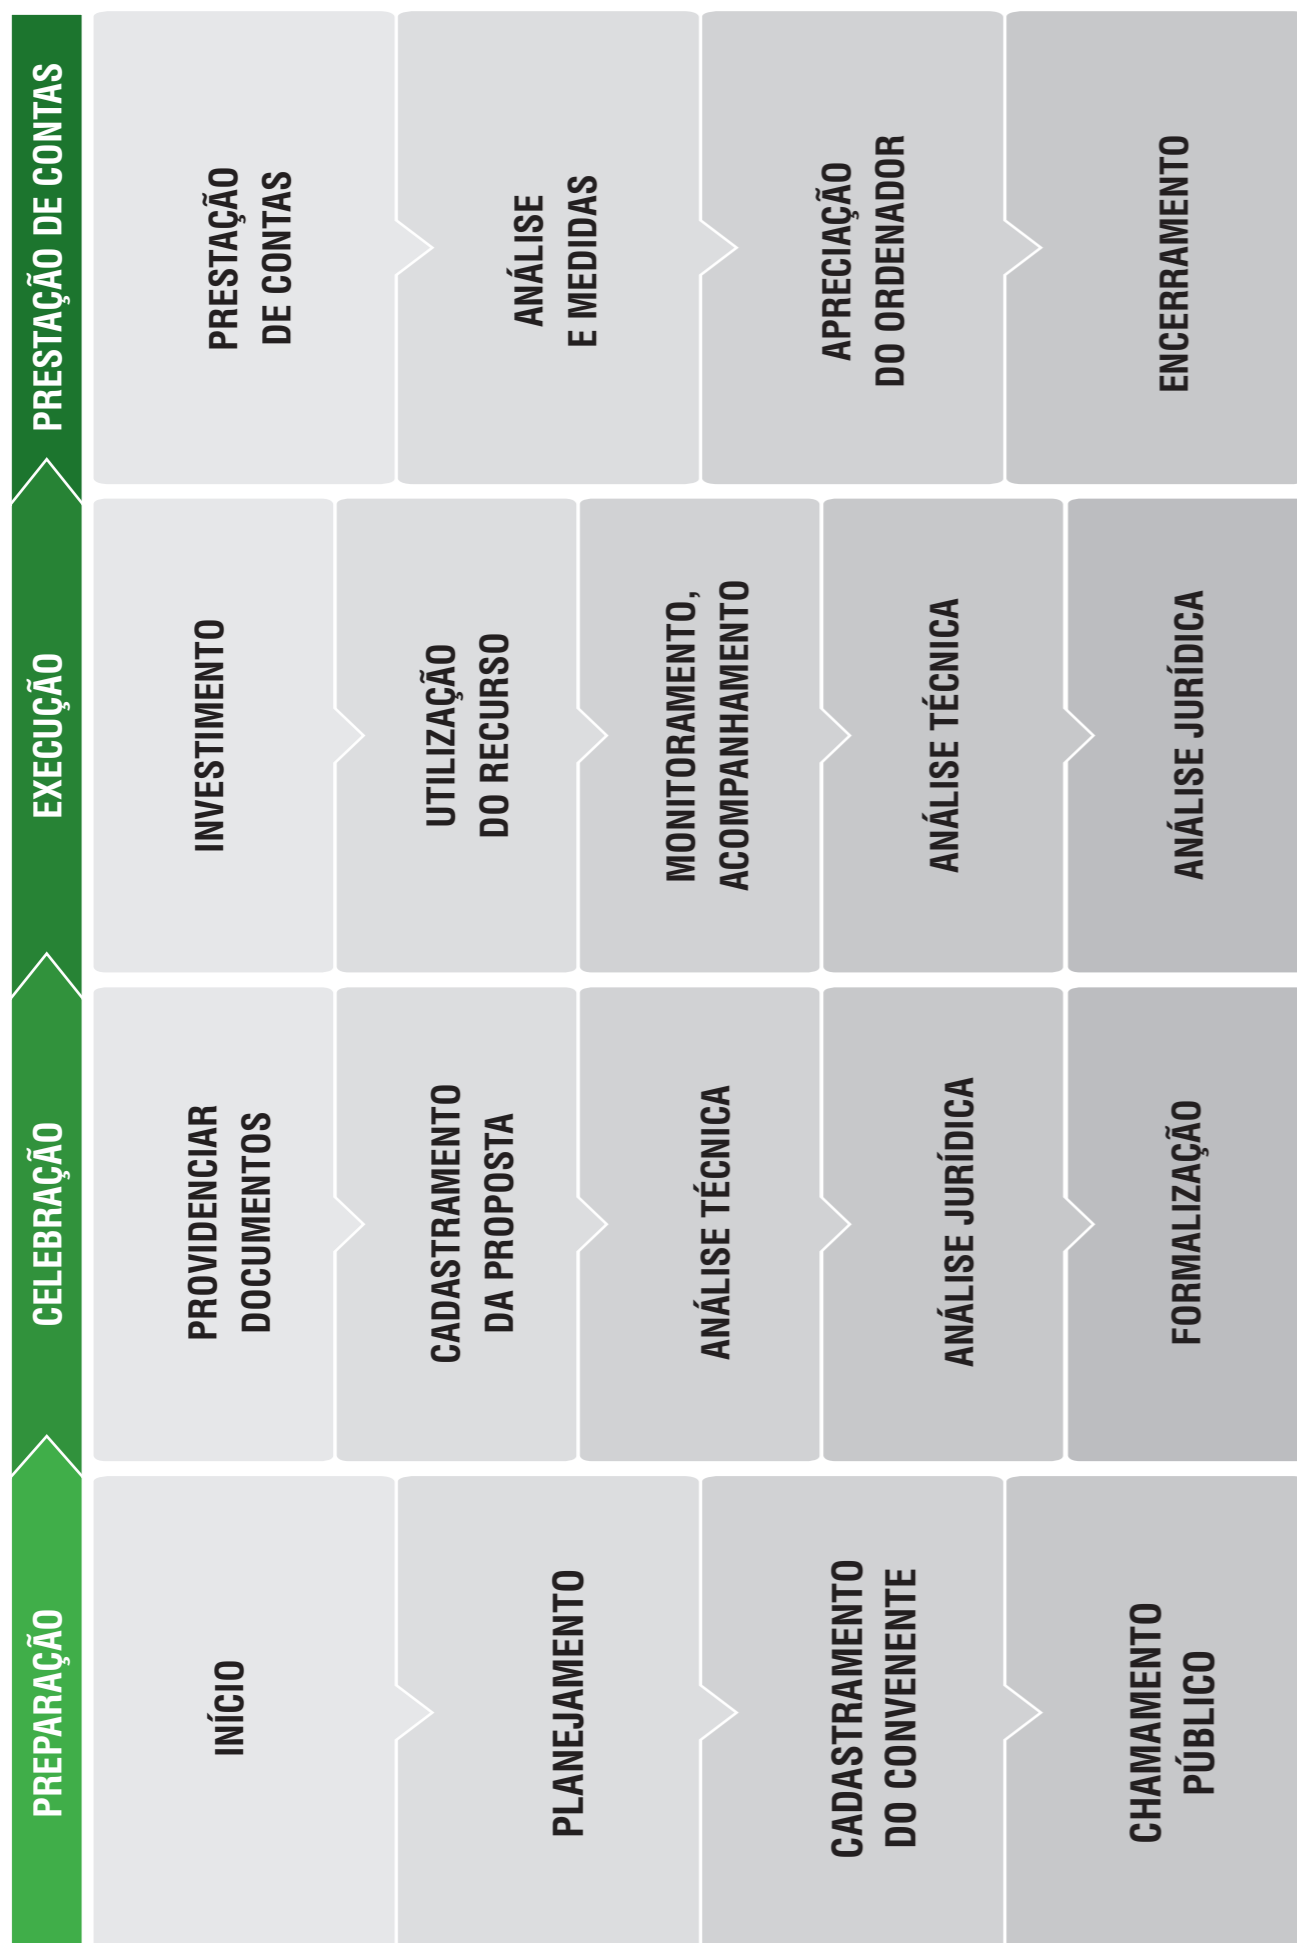 PREPARAÇÃO
INÍCIO
PLANEJAMENTO
CADASTRAMENTO
DO CONVENENTE
CHAMAMENTO
PÚBLICO
CELEBRAÇÃO
PROVIDENCIAR
DOCUMENTOS
CADASTRAMENTO
DA PROPOSTA
ANÁLISE TÉCNICA
ANÁLISE JURÍDICA
FORMALIZAÇÃO
EXECUÇÃO
INVESTIMENTO
UTILIZAÇÃO
DO RECURSO
MONITORAMENTO,
ACOMPANHAMENTO
ANÁLISE TÉCNICA
ANÁLISE JURÍDICA
PRESTAÇÃO DE CONTAS
PRESTAÇÃO
DE CONTAS
ANÁLISE
E MEDIDAS
APRECIAÇÃO
DO ORDENADOR
ENCERRAMENTO